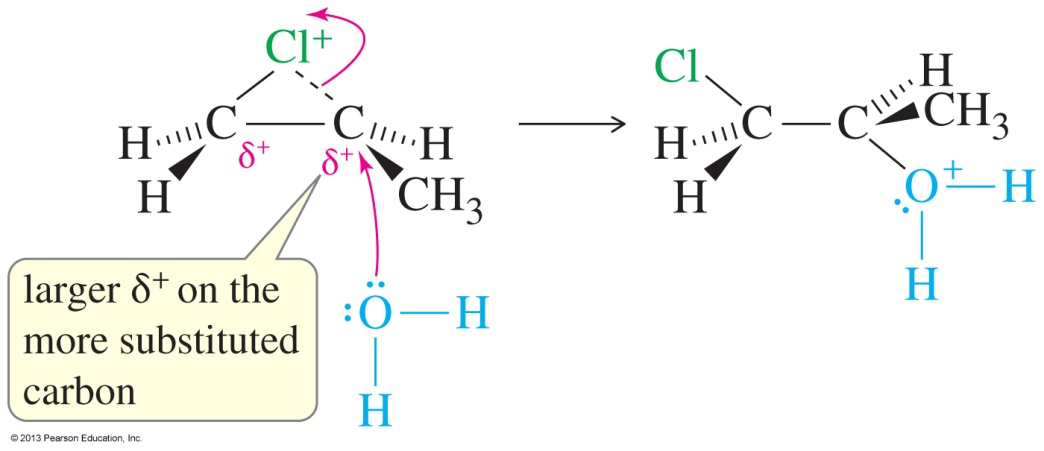 Cl+
H C C H
δ+ δ+
H CH3
larger δ+ on the
more substituted
carbon
:Ö H
H
© 2013 Pearson Education, Inc.
Cl H
H C C CH3
H O+ H
H